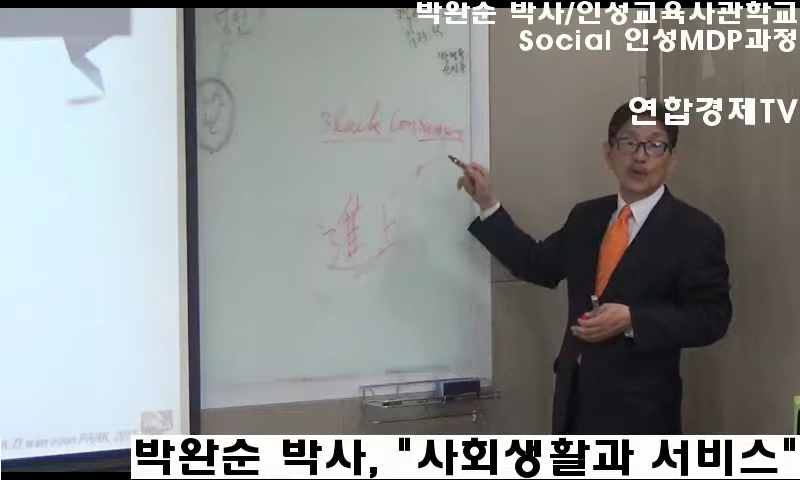 박완순 박사/인성교육사관학교
Social 인성MDP과정
연합경제TV
Black Consumer
進上
박완순 박사, "사회생활과 서비스"